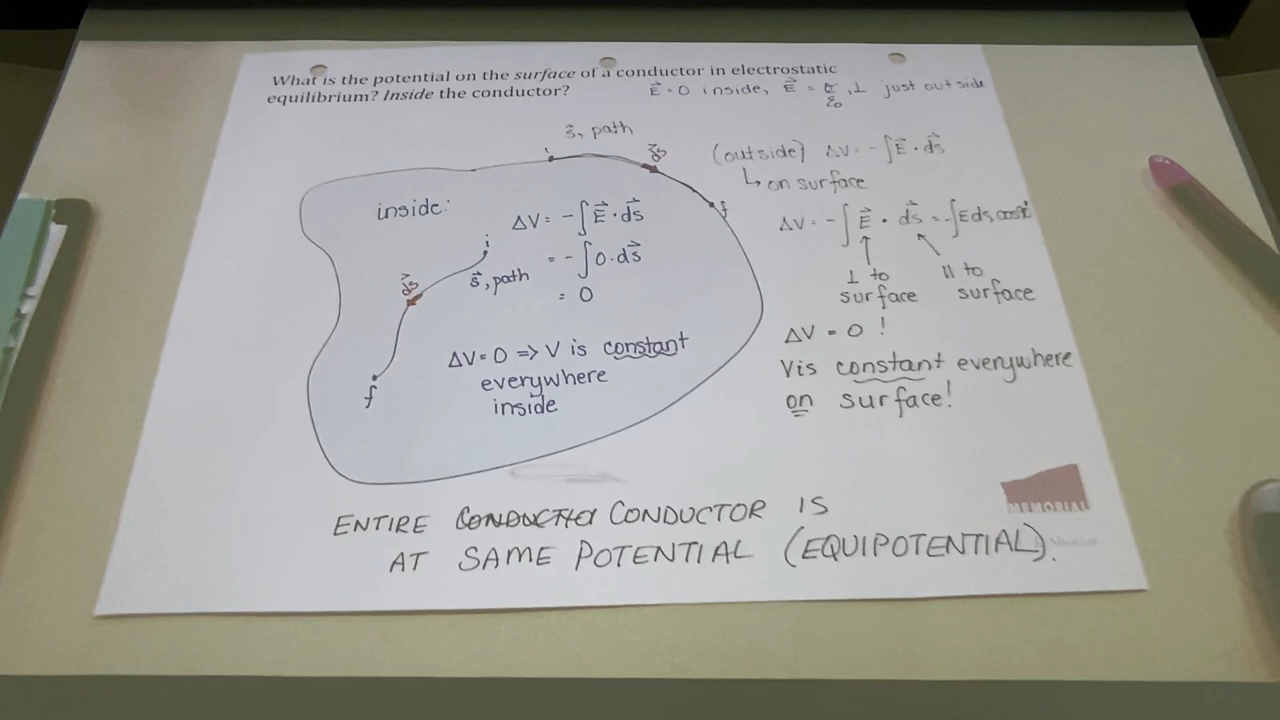 What is the potential on the surface of a conductor in electrostatic
equilibrium? Inside the conductor?
E⃗ = 0 inside, E⃗ = σ/ε₀, ⊥ just outside
s⃗, path
i
ds⃗
f
(outside) ΔV = -∫E⃗ · ds⃗
↳ on surface
inside:
ΔV = -∫E⃗ · ds⃗
= -∫0 · ds⃗
= 0
i
s⃗, path
ds⃗
f
ΔV = 0 => V is constant
everywhere
inside
ΔV = -∫E⃗ · ds⃗ = -∫E ds cos
⊥ to
surface
|| to
surface
ΔV = 0 !
V is constant everywhere
on surface!
ENTIRE CONDUCTOR IS
AT SAME POTENTIAL (EQUIPOTENTIAL).
MEMORIAL